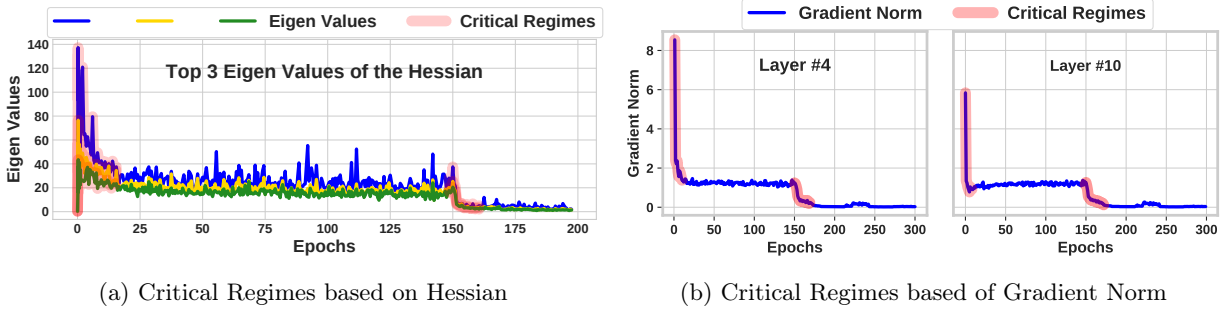 Eigen Values Critical Regimes
Top 3 Eigen Values of the Hessian
Eigen Values
140
120
100
80
60
40
20
0
0 25 50 75 100 125 150 175 200
Epochs
(a) Critical Regimes based on Hessian
Gradient Norm Critical Regimes
Gradient Norm
8
6
4
2
0
Layer #4
0 50 100 150 200 250 300
Epochs
Layer #10
0 50 100 150 200 250 300
Epochs
(b) Critical Regimes based of Gradient Norm